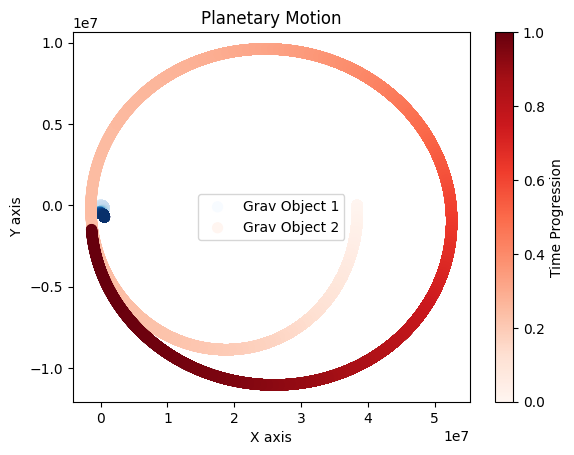 Planetary Motion
1e7
1.0
0.5
0.0
−0.5
−1.0
Y axis
Grav Object 1
Grav Object 2
0
1
2
3
4
5
1e7
X axis
1.0
0.8
0.6
0.4
0.2
0.0
Time Progression